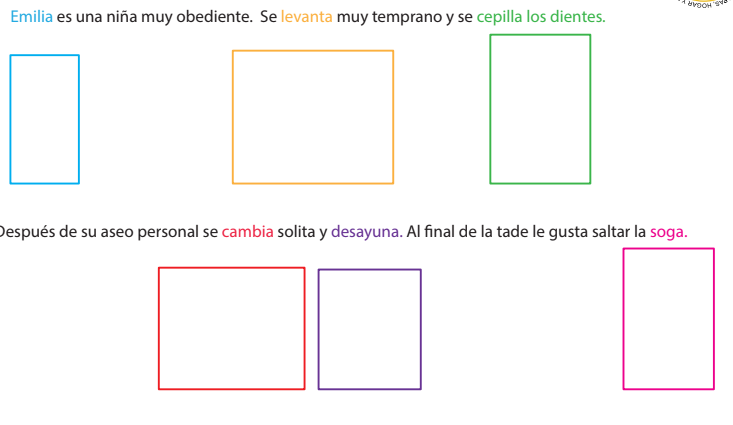 Emilia es una niña muy obediente. Se levanta muy temprano y se cepilla los dientes.
Después de su aseo personal se cambia solita y desayuna. Al final de la tade le gusta saltar la soga.